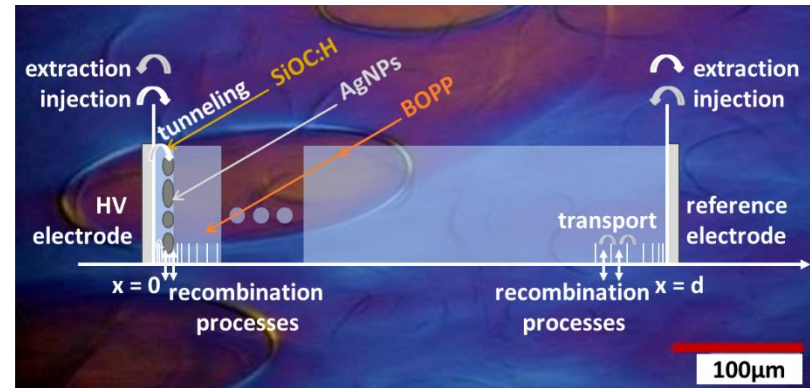 extraction
injection
tunneling
SiOC:H
AgNPs
BOPP
extraction
injection
HV
electrode
transport
reference
electrode
x = 0
recombination
processes
recombination
processes
x = d
100µm